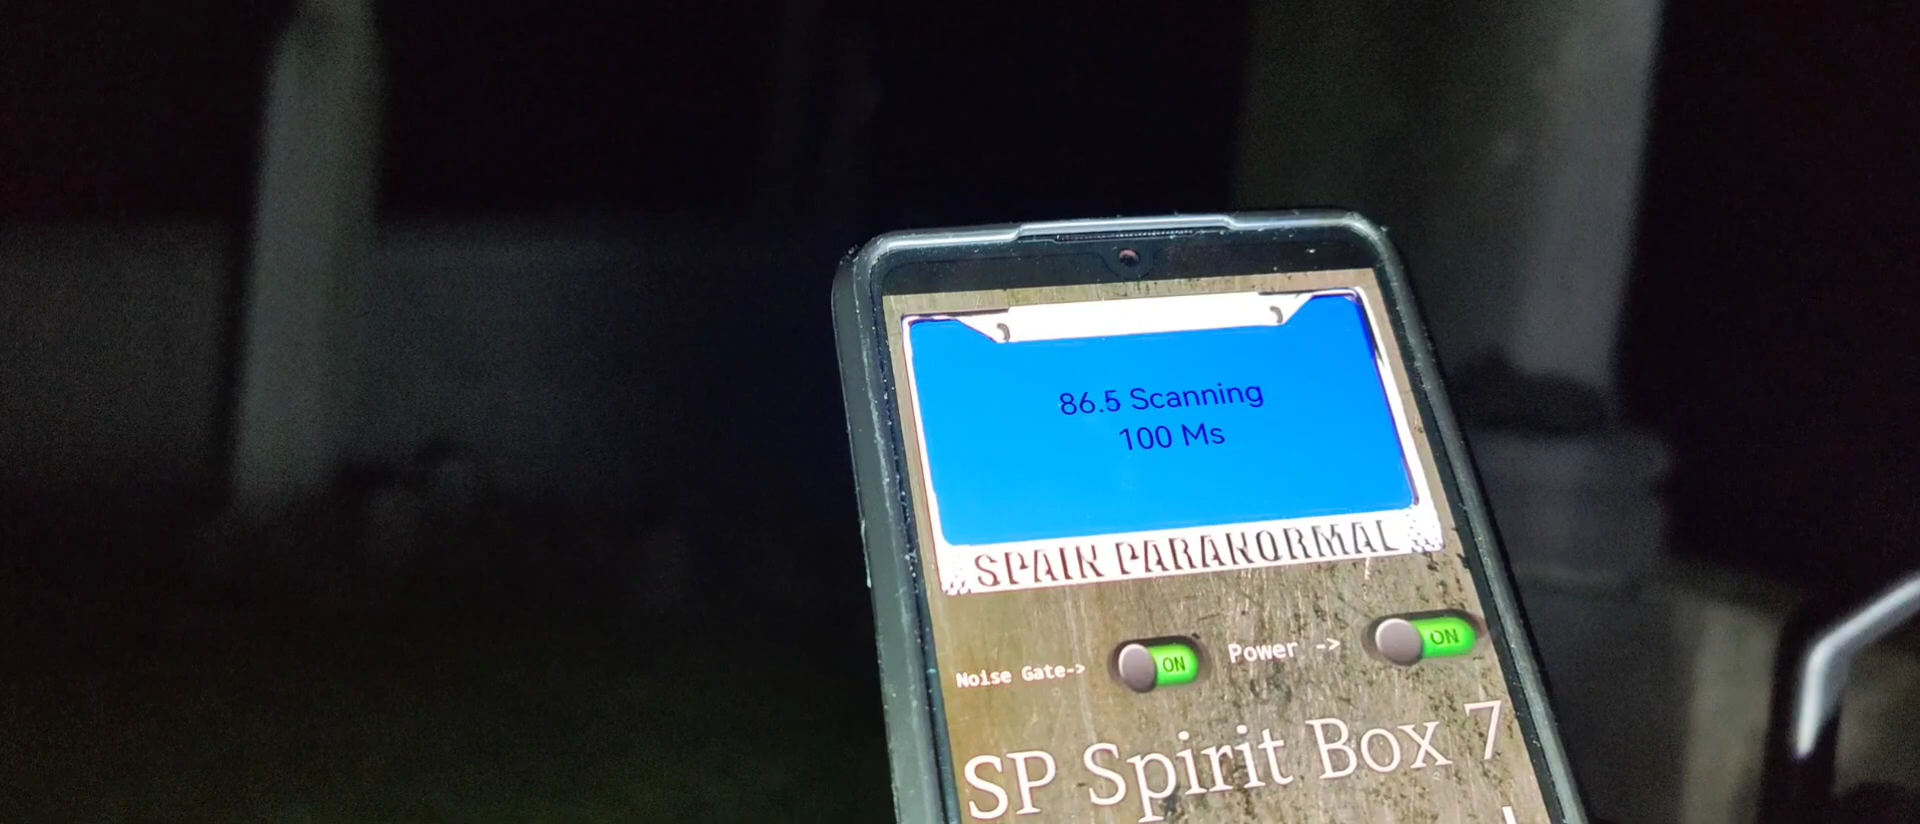 86.5 Scanning
100 Ms
SPAIN PARANORMAL
Noise Gate->
ON
Power ->
ON
SP Spirit Box 7